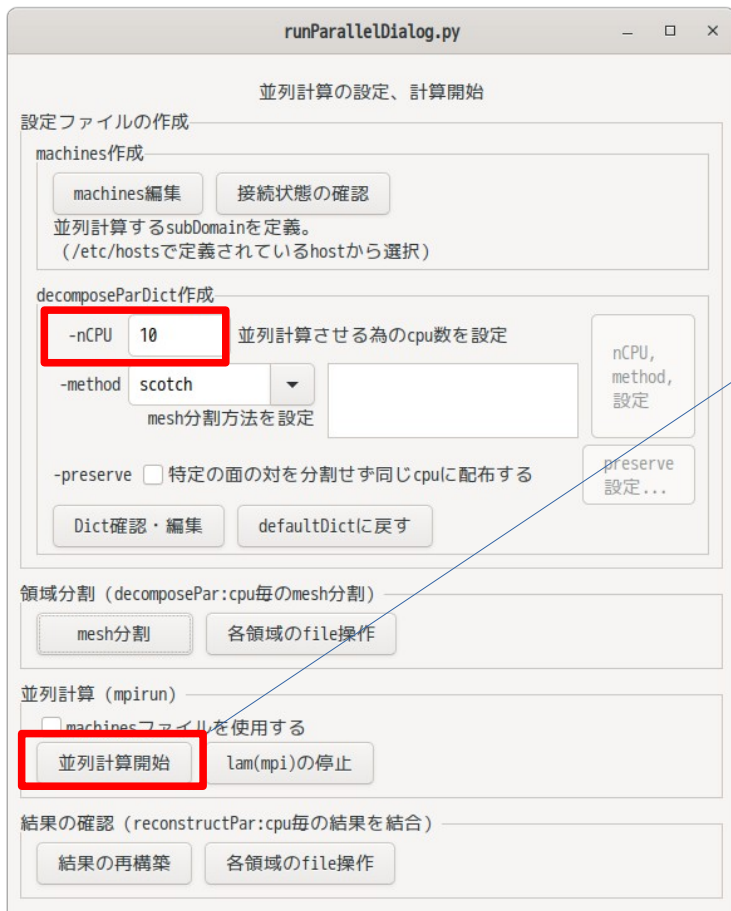 runParallelDialog.py
並列計算の設定、計算開始
設定ファイルの作成
machines作成
machines編集 接続状態の確認
並列計算するsubDomainを定義。
(/etc/hostsで定義されているhostから選択)
decomposeParDict作成
-nCPU 10 並列計算させる為のcpu数を設定
-method scotch
mesh分割方法を設定
nCPU,
method,
設定
-preserve 特定の面の対を分割せず同じcpuに配布する
preserve
設定...
Dict確認・編集 defaultDictに戻す
領域分割 (decomposePar:cpu毎のmesh分割)
mesh分割 各領域のfile操作
並列計算 (mpirun)
machinesファイルを使用する
並列計算開始 lam(mpi)の停止
結果の確認 (reconstructPar:cpu毎の結果を結合)
結果の再構築 各領域のfile操作